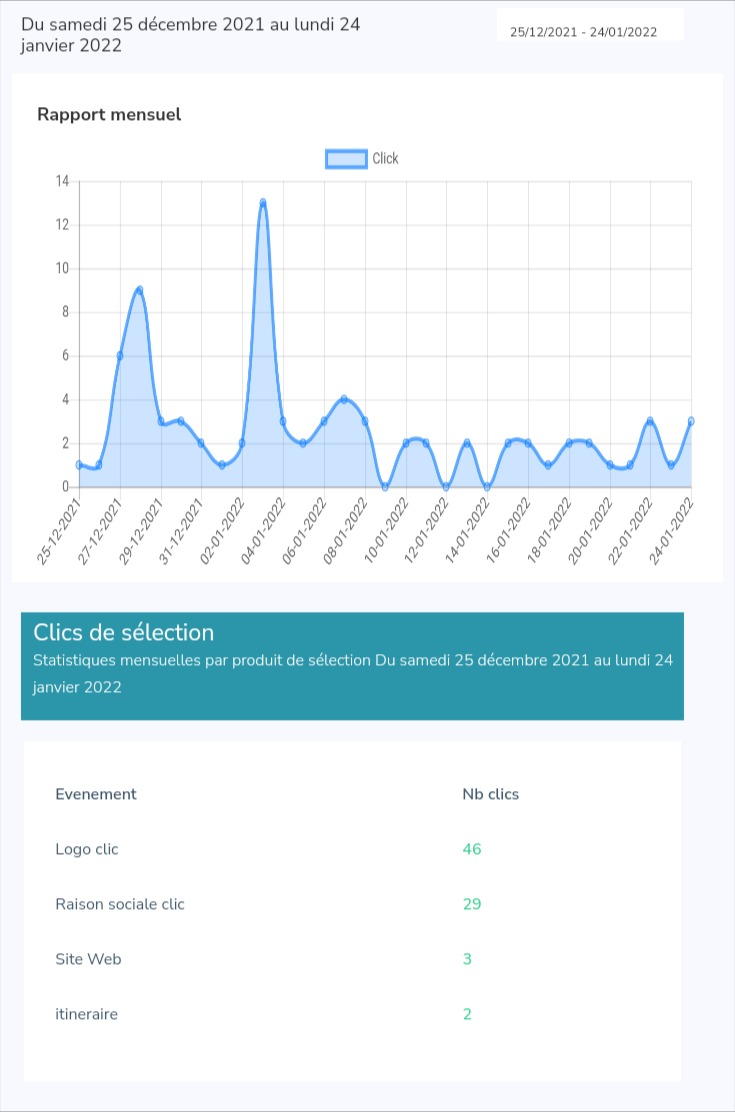 Du samedi 25 décembre 2021 au lundi 24
janvier 2022
25/12/2021 - 24/01/2022
Rapport mensuel
Click
14
12
10
8
6
4
2
0
25-12-2021
27-12-2021
29-12-2021
31-12-2021
02-01-2022
04-01-2022
06-01-2022
08-01-2022
10-01-2022
12-01-2022
14-01-2022
16-01-2022
18-01-2022
20-01-2022
22-01-2022
24-01-2022
Clics de sélection
Statistiques mensuelles par produit de sélection Du samedi 25 décembre 2021 au lundi 24
janvier 2022
Evenement Nb clics
Logo clic 46
Raison sociale clic 29
Site Web 3
itineraire 2